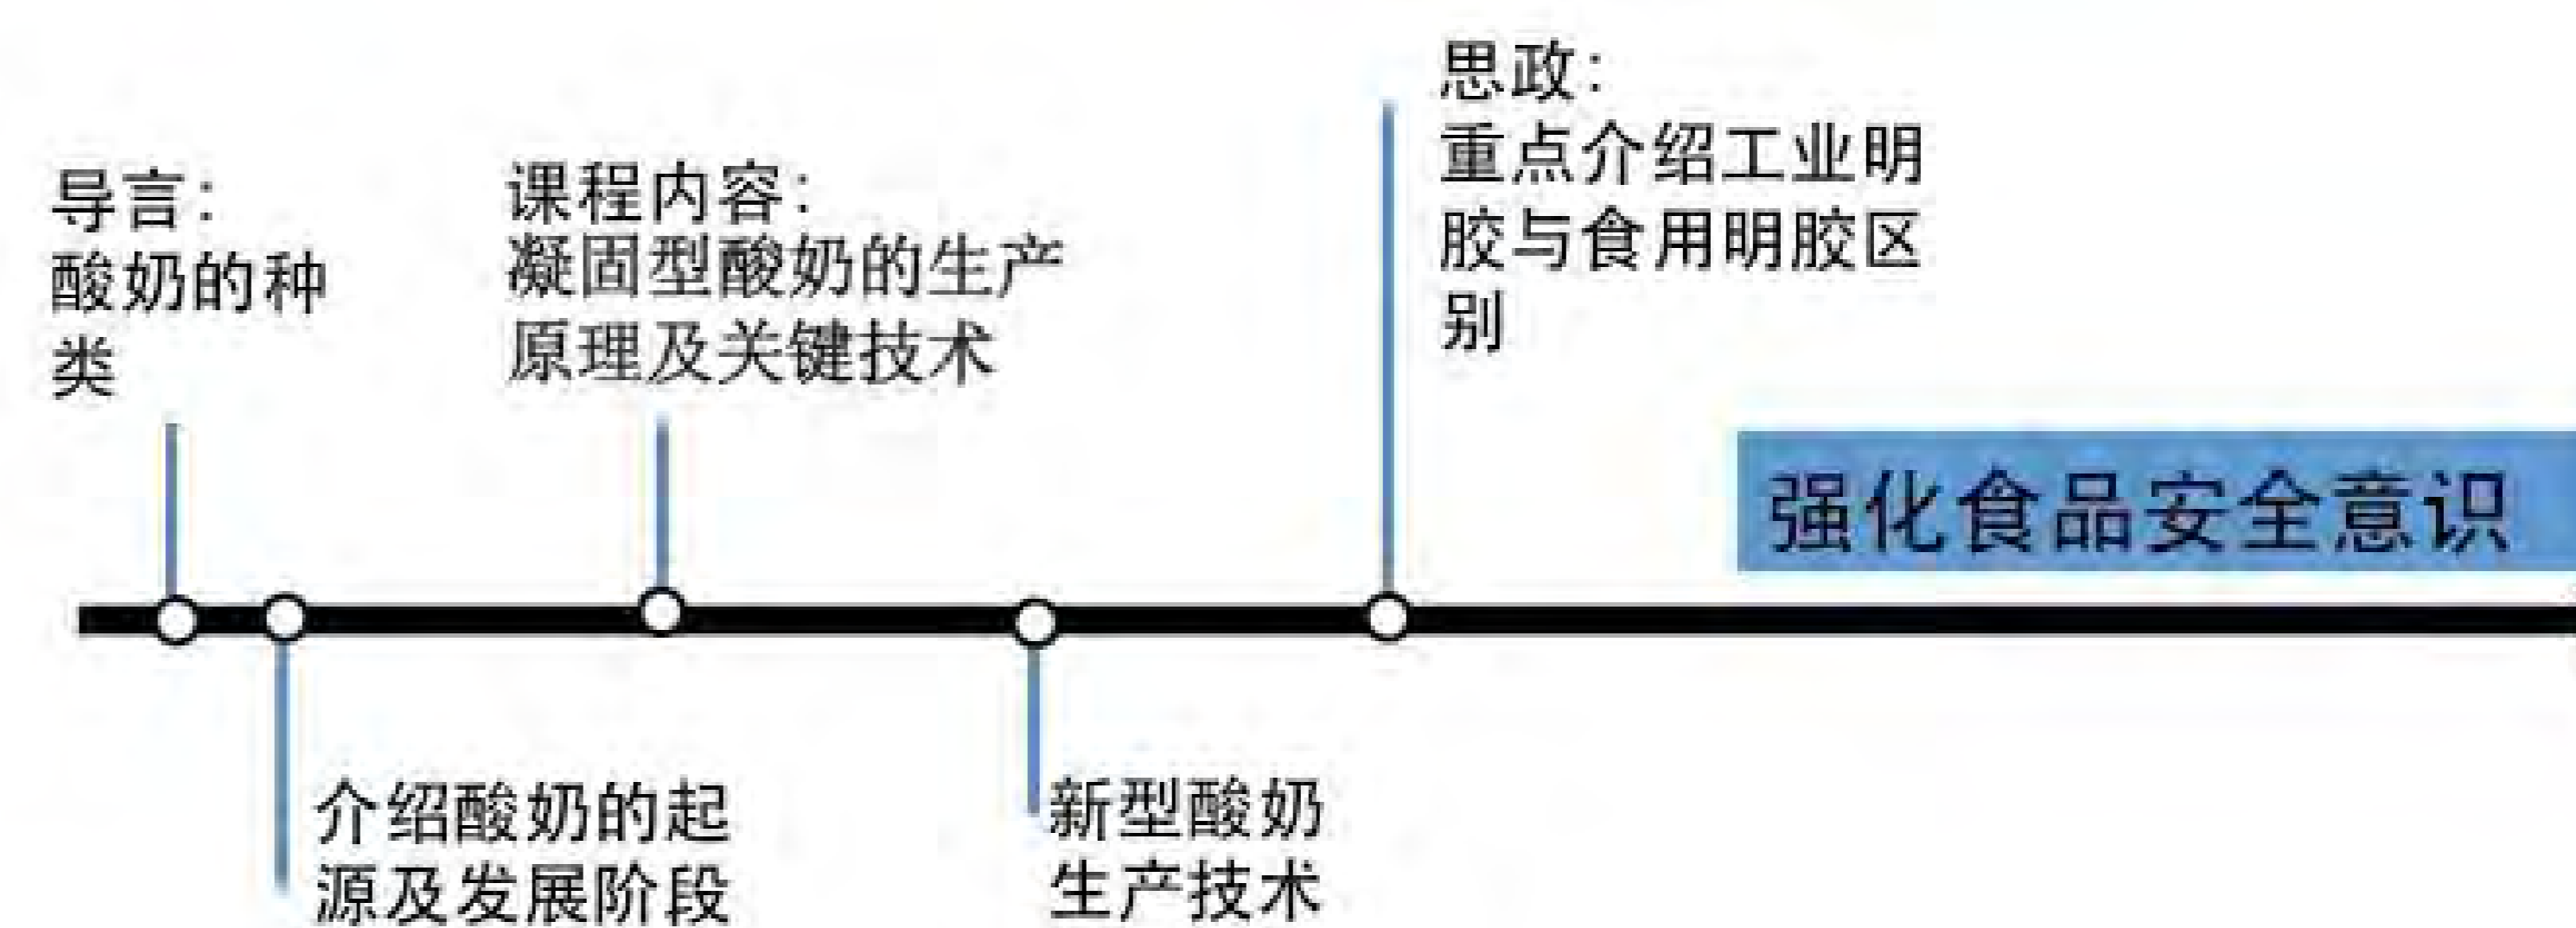 导言：
酸奶的种
类
课程内容：
凝固型酸奶的生产
原理及关键技术
思政：
重点介绍工业明
胶与食用明胶区
别
强化食品安全意识
介绍酸奶的起
源及发展阶段
新型酸奶
生产技术